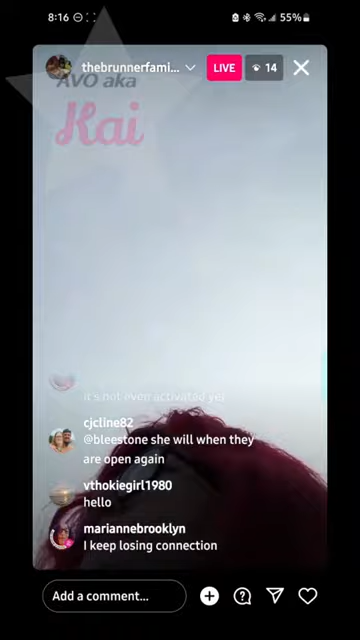 8:16
55%
thebrunnerfami...
LIVE
14
AVO aka
Kai
it's not even activated yet
cjcline82
@bleestone she will when they
are open again
vthokiegirl1980
hello
mariannebrooklyn
I keep losing connection
Add a comment...